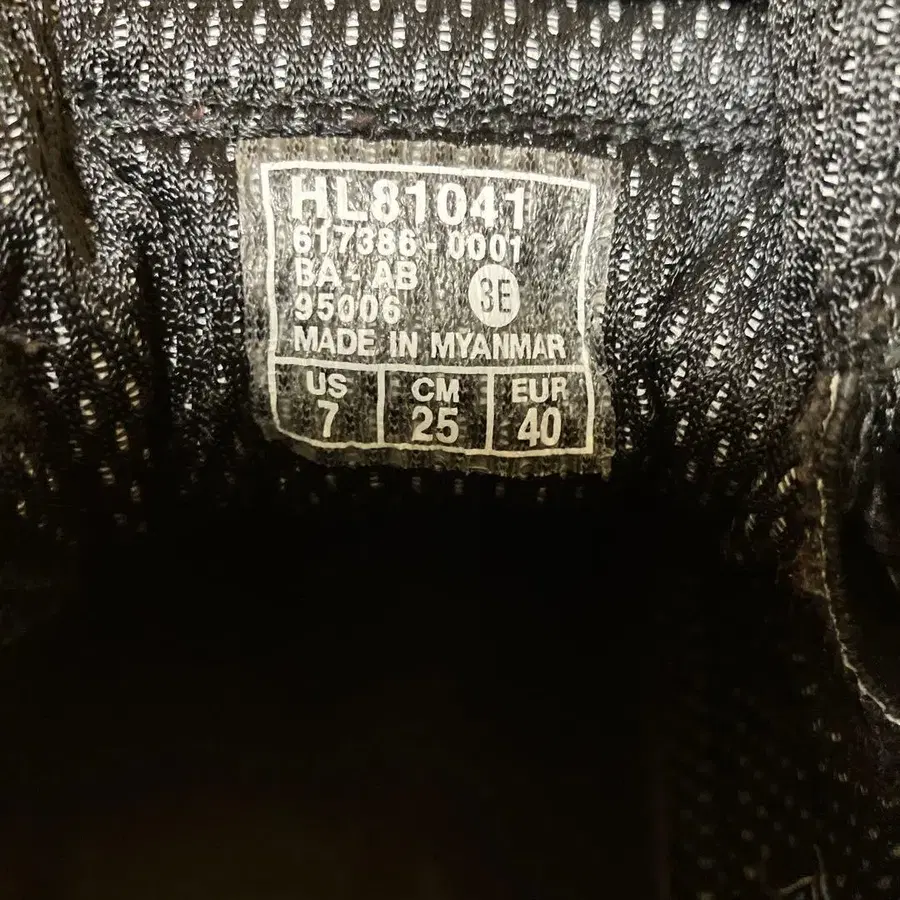 HL81041
617386-0001
BA-AB
95006 3E
MADE IN MYANMAR
US CM EUR
7 25 40